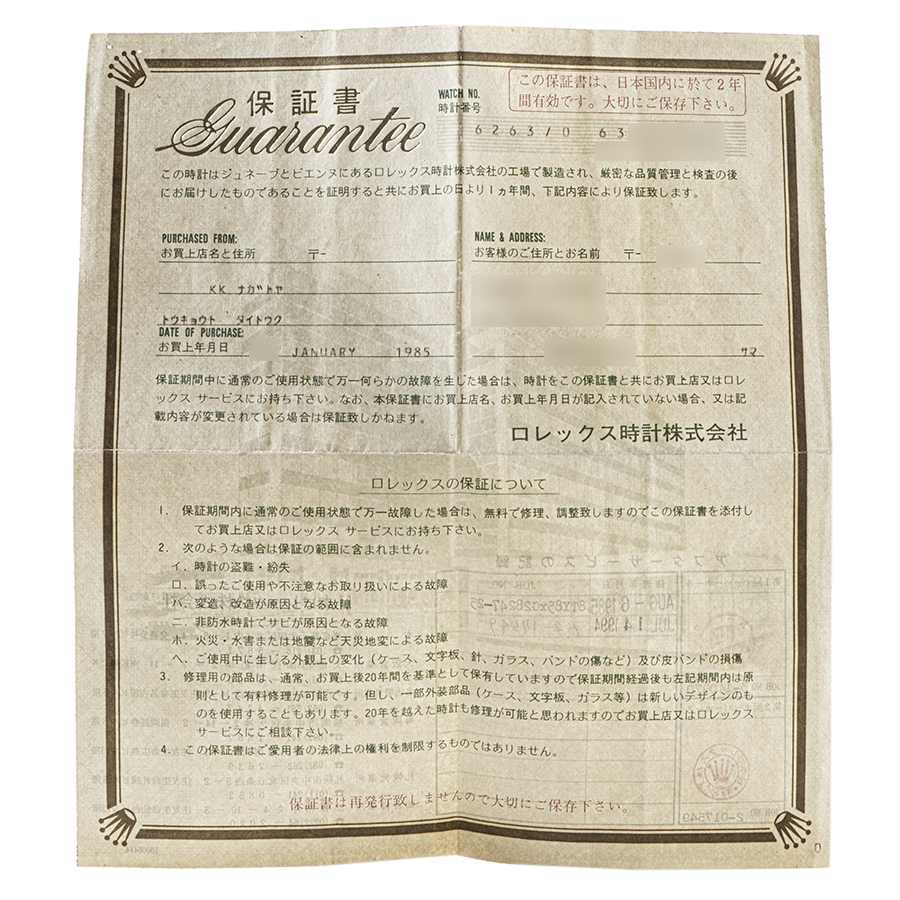 保証書
Guarantee
WATCH NO.
時計番号
この保証書は、日本国内に於て2年
間有効です。大切にご保存下さい。
6263/0 63
この時計はジュネーブとビエンヌにあるロレックス時計株式会社の工場で製造され、厳密な品質管理と検査の後
にお届けしたものであることを証明すると共にお買上の日より1ヵ年間、下記内容により保証致します。
PURCHASED FROM:
お買上店名と住所 〒-
KK ナガトヤ
トウキョウト タイトウク
NAME & ADDRESS:
お客様のご住所とお名前 〒-
DATE OF PURCHASE:
お買上年月日 JANUARY 1985
サマ
保証期間中に通常のご使用状態で万一何らかの故障を生じた場合は、時計をこの保証書と共にお買上店又はロレ
ックス サービスにお持ち下さい。なお、本保証書にお買上店名、お買上年月日が記入されていない場合、又は記
載内容が変更されている場合は保証致しかねます。
ロレックス時計株式会社
ロレックスの保証について
1. 保証期間内に通常のご使用状態で万一故障した場合は、無料で修理、調整致しますのでこの保証書を添付し
てお買上店又はロレックス サービスにお持ち下さい。
2. 次のような場合は保証の範囲に含まれません。
イ. 時計の盗難・紛失
ロ. 誤ったご使用や不注意なお取り扱いによる故障
ハ. 変造、改造が原因となる故障
ニ. 非防水時計でサビが原因となる故障
ホ. 火災・水害または地震など天災地変による故障
ヘ. ご使用中に生じる外観上の変化（ケース、文字板、針、ガラス、バンドの傷など）及び皮バンドの損傷
3. 修理用の部品は、通常、お買上後20年間を基準として保有していますので保証期間経過後も左記期間内は原
則として有料修理が可能です。但し、一部外装部品（ケース、文字板、ガラス等）は新しいデザインのも
のを使用することもあります。20年を越えた時計も修理が可能と思われますのでお買上店又はロレックス
サービスにご相談下さい。
4. この保証書はご愛用者の法律上の権利を制限するものではありません。
保証書は再発行致しませんので大切にご保存下さい。